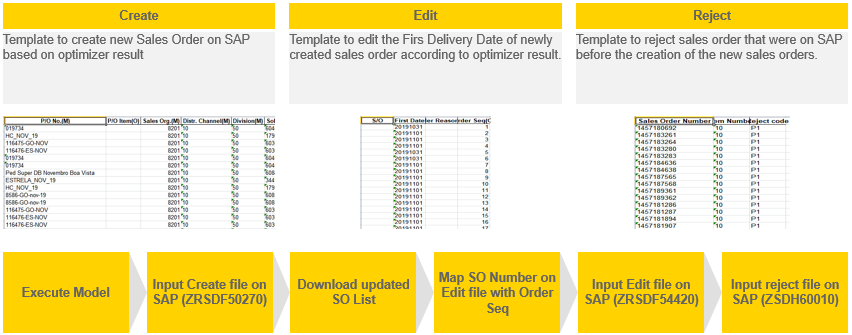 Create
Edit
Reject
Template to create new Sales Order on SAP
based on optimizer result
Template to edit the Firs Delivery Date of newly
created sales order according to optimizer result.
Template to reject sales order that were on SAP
before the creation of the new sales orders.
P/O No.(M) P/O Item(O) Sales Org.(M) Distr. Channel(M) Division(M) Sol
019734 8201 10 50 604
HC_NOV_19 8201 10 50 179
116475-GO-NOV 8201 10 50 603
116476-ES-NOV 8201 10 50 603
019734 8201 10 50 604
019734 8201 10 50 604
Ped Super DB Novembro Boa Vista 8201 10 50 608
ESTRELA_NOV_19 8201 10 50 344
HC_NOV_19 8201 10 50 179
8586-GO-nov-19 8201 10 50 608
8588-GO-nov-19 8201 10 50 608
116475-GO-NOV 8201 10 50 603
116476-ES-NOV 8201 10 50 603
116476-ES-NOV 8201 10 50 603
S/O First Date er Reason order Seq(C
20191031 1
20191101 2
20191101 3
20191101 4
20191031 5
20191031 6
20191101 7
20191101 8
20191101 9
20191101 10
20191101 11
20191101 12
20191101 13
20191101 14
20191101 15
20191101 16
20191101 17
Sales Order Number em Numbe eject code
1457180692 10 P1
1457183261 10 P1
1457183264 10 P1
1457183280 10 P1
1457183283 10 P1
1457184636 10 P1
1457184638 10 P1
1457187565 10 P1
1457187568 10 P1
1457189361 10 P1
1457189362 10 P1
1457181286 10 P1
1457181287 10 P1
1457181894 10 P1
1457181907 10 P1
Execute Model
Input Create file on
SAP (ZRSDF50270)
Download updated
SO List
Map SO Number on
Edit file with Order
Seq
Input Edit file on
SAP (ZRSDF54420)
Input reject file on
SAP (ZSDH60010)